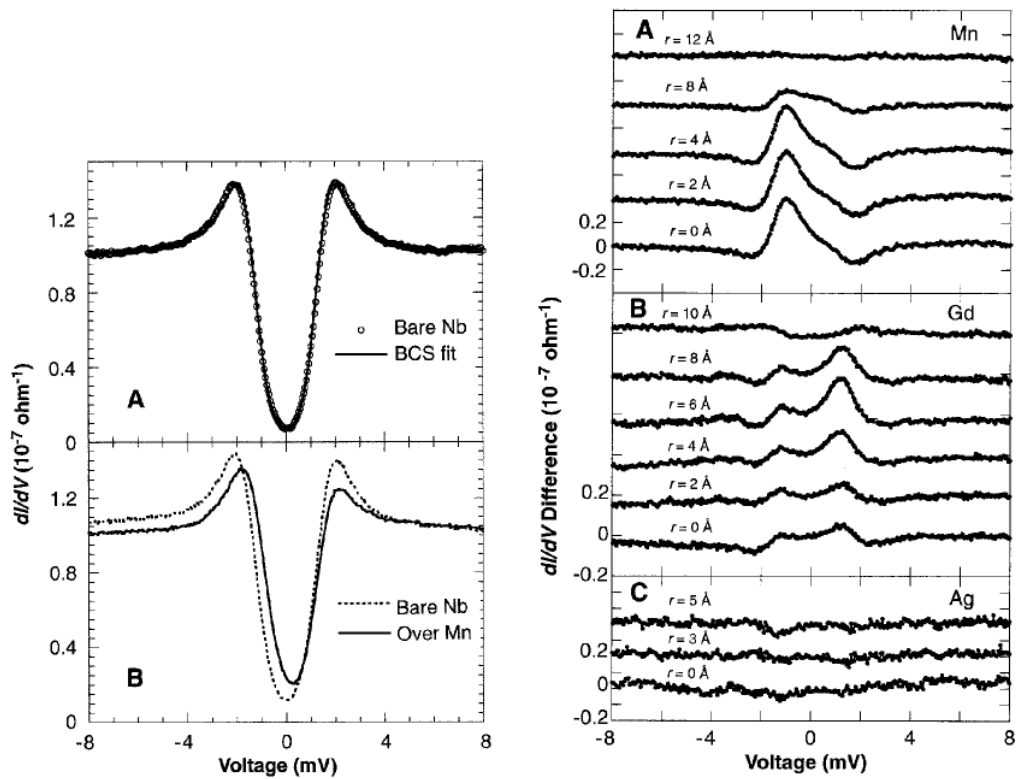 1.2
0.8
0.4
0
Bare Nb
BCS fit
A
1.2
0.8
0.4
0
Bare Nb
Over Mn
B
-8
-4
0
4
8
Voltage (mV)
dI/dV (10⁻⁷ ohm⁻¹)
A
Mn
r = 12 Å
r = 8 Å
r = 4 Å
r = 2 Å
r = 0 Å
0.2
0
-0.2
B
Gd
r = 10 Å
r = 8 Å
r = 6 Å
r = 4 Å
r = 2 Å
r = 0 Å
0.2
0
-0.2
C
Ag
r = 5 Å
r = 3 Å
r = 0 Å
0.2
0
-0.2
-8
-4
0
4
8
Voltage (mV)
dI/dV Difference (10⁻⁷ ohm⁻¹)